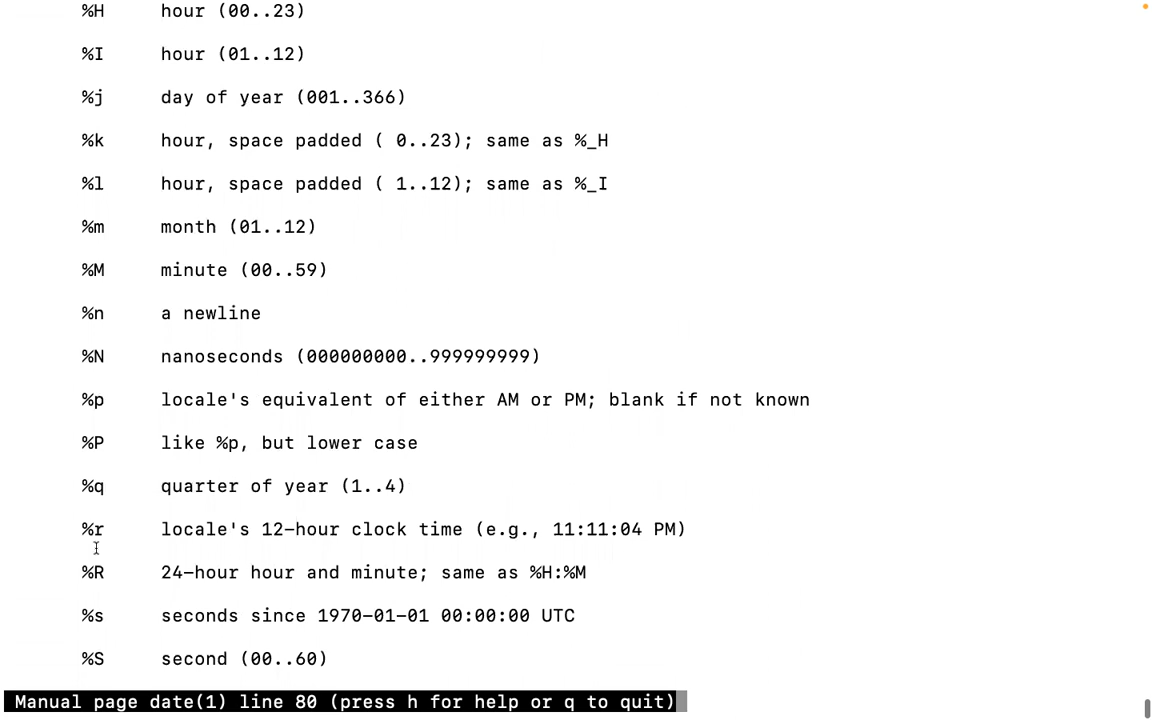 %H hour (00..23)
%I hour (01..12)
%j day of year (001..366)
%k hour, space padded ( 0..23); same as %_H
%l hour, space padded ( 1..12); same as %_I
%m month (01..12)
%M minute (00..59)
%n a newline
%N nanoseconds (000000000..999999999)
%p locale's equivalent of either AM or PM; blank if not known
%P like %p, but lower case
%q quarter of year (1..4)
%r locale's 12-hour clock time (e.g., 11:11:04 PM)
%R 24-hour hour and minute; same as %H:%M
%s seconds since 1970-01-01 00:00:00 UTC
%S second (00..60)
Manual page date(1) line 80 (press h for help or q to quit)